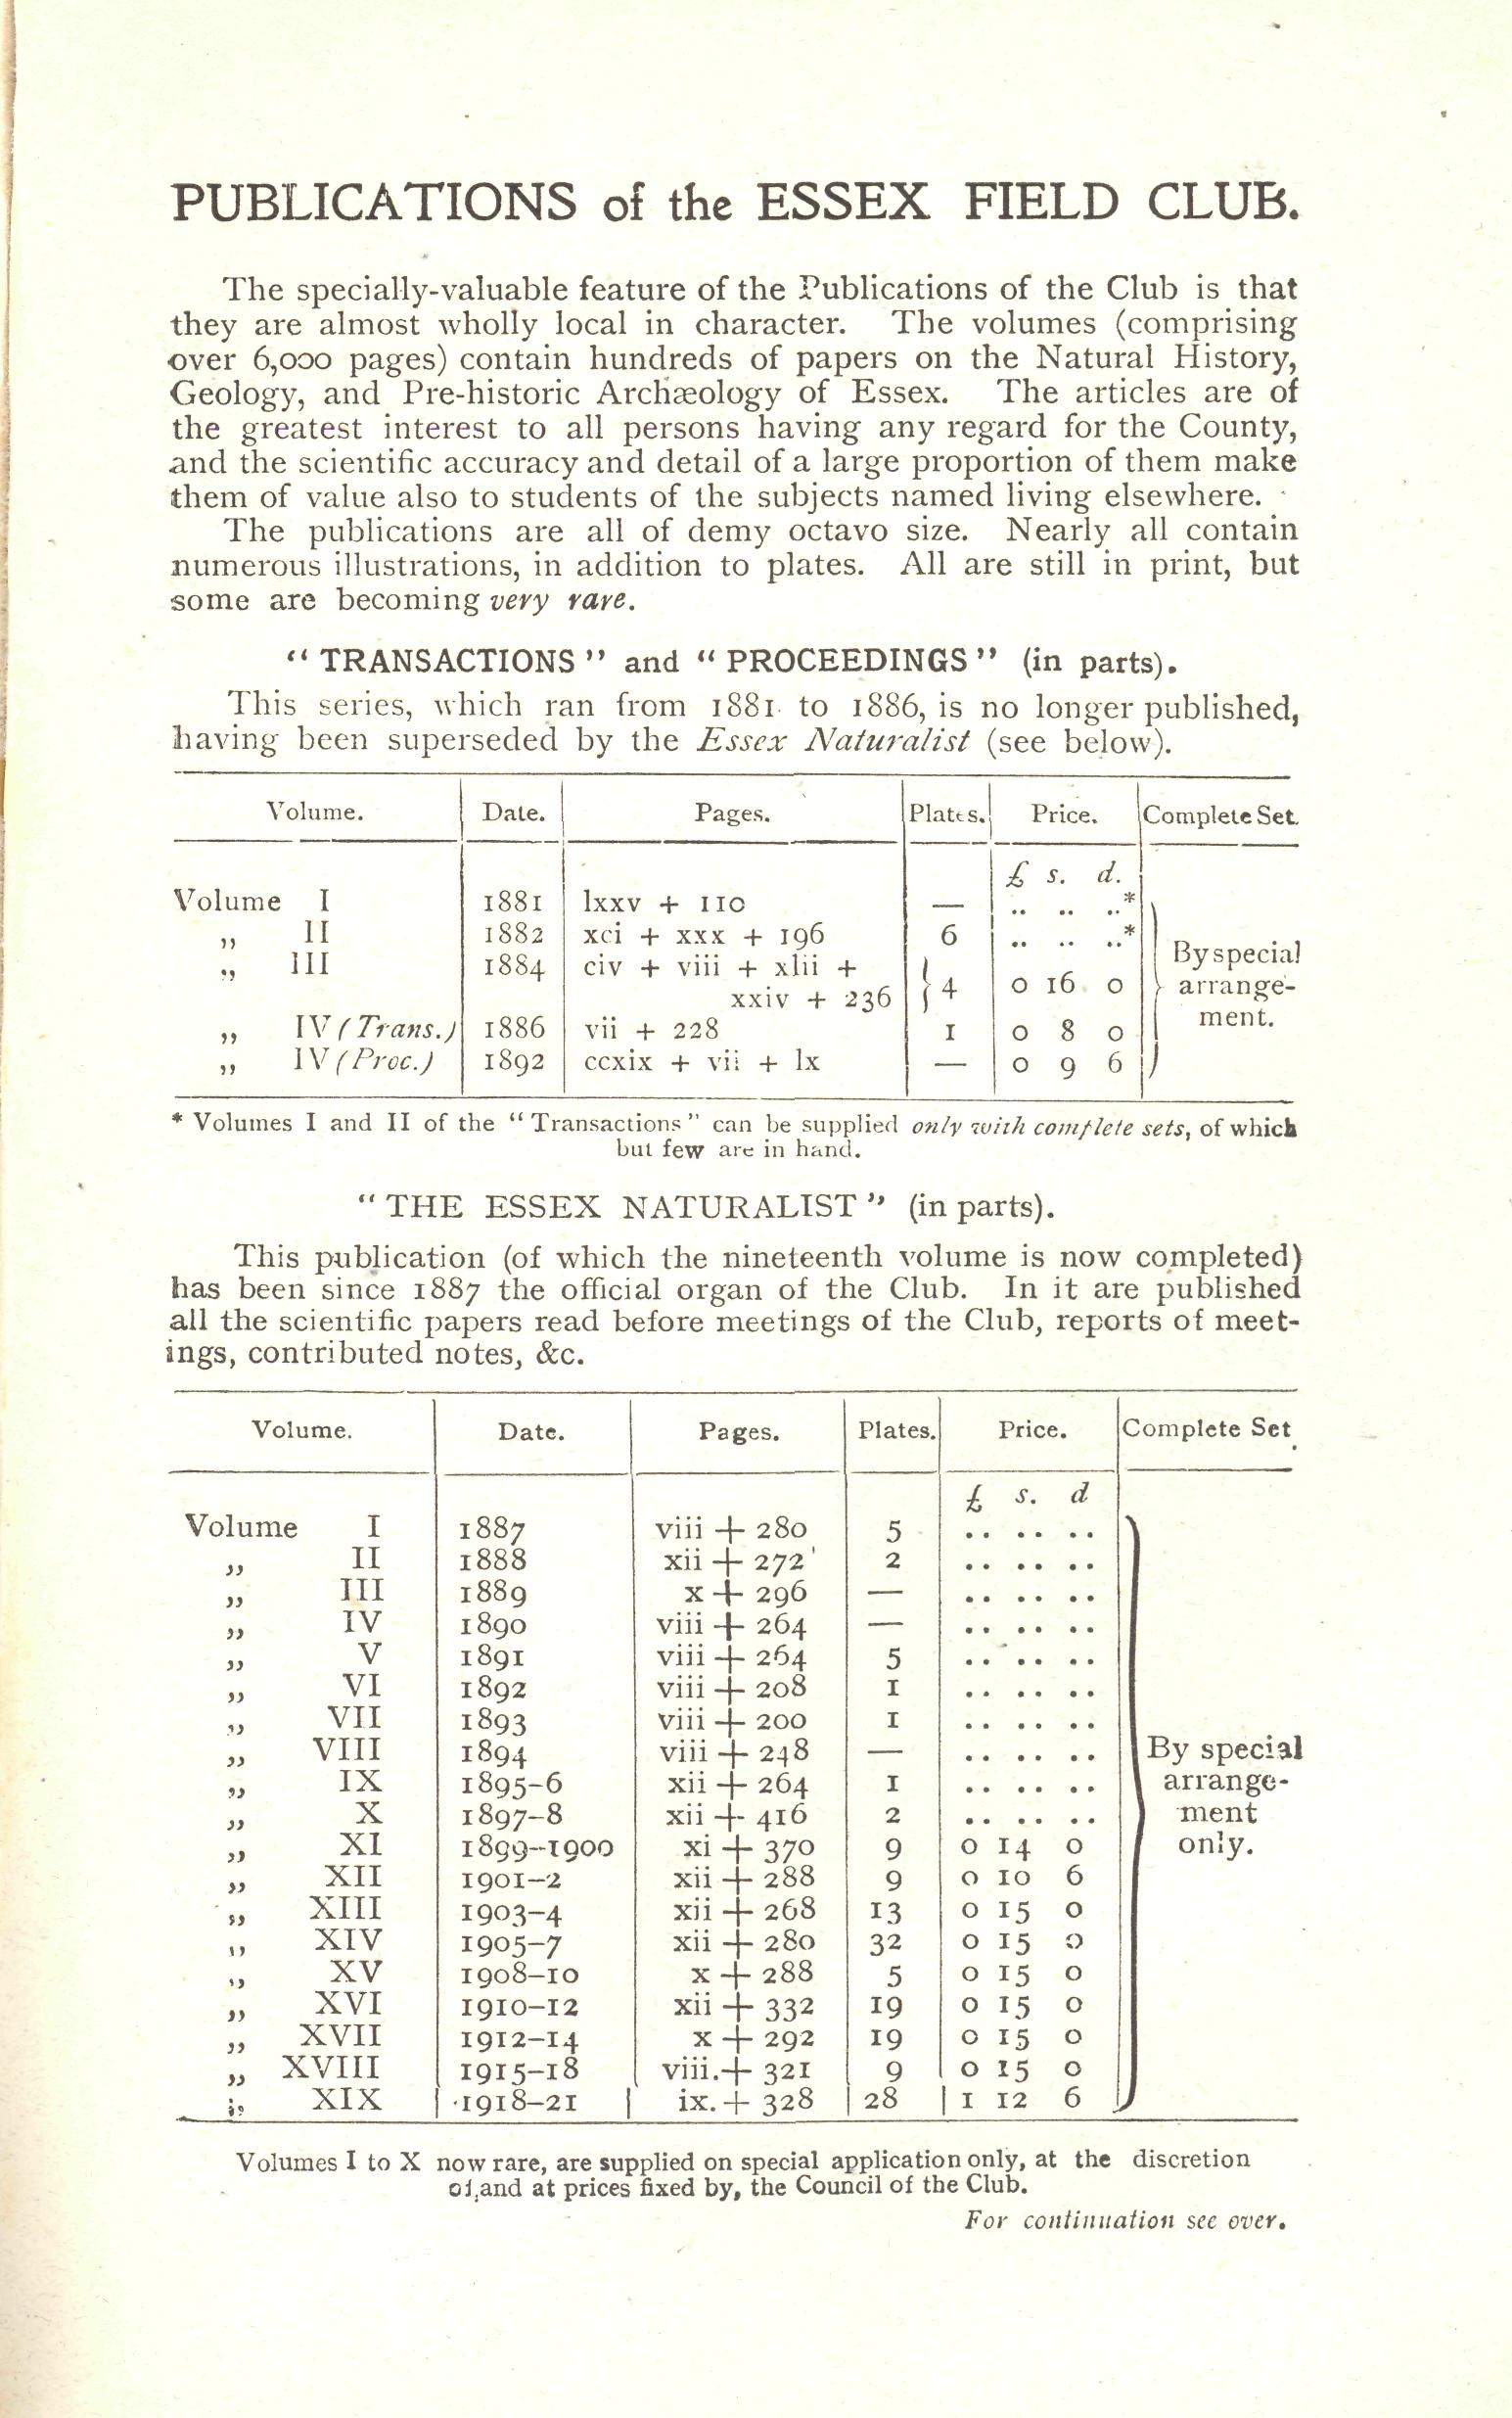 PUBLICATIONS of the ESSEX FIELD CLUB.
The specially-valuable feature of the Publications of the Club is that
they are almost wholly local in character. The volumes (comprising
over 6,000 pages) contain hundreds of papers on the Natural History,
Geology, and Pre-historic Archæology of Essex. The articles are of
the greatest interest to all persons having any regard for the County,
and the scientific accuracy and detail of a large proportion of them make
them of value also to students of the subjects named living elsewhere.
The publications are all of demy octavo size. Nearly all contain
numerous illustrations, in addition to plates. All are still in print, but
some are becoming very rare.
“TRANSACTIONS” and “PROCEEDINGS” (in parts).
This series, which ran from 1881 to 1886, is no longer published,
having been superseded by the Essex Naturalist (see below).
Volume. Date. Pages. Plates. Price. Complete Set.
£ s. d.
Volume I 1881 lxxv + 110 — .. .. ..*
„ II 1882 xci + xxx + 196 6 .. .. ..*
„ III 1884 civ + viii + xlii +
xxiv + 236 4 0 16 0
„ IV (Trans.) 1886 vii + 228 1 0 8 0
„ IV (Proc.) 1892 ccxix + vii + lx — 0 9 6
By special
arrange-
ment.
* Volumes I and II of the “Transactions” can be supplied only with complete sets, of which
but few are in hand.
“THE ESSEX NATURALIST” (in parts).
This publication (of which the nineteenth volume is now completed)
has been since 1887 the official organ of the Club. In it are published
all the scientific papers read before meetings of the Club, reports of meet-
ings, contributed notes, &c.
Volume. Date. Pages. Plates. Price. Complete Set.
£ s. d
Volume I 1887 viii + 280 5 .. .. ..
„ II 1888 xii + 272 2 .. .. ..
„ III 1889 x + 296 — .. .. ..
„ IV 1890 viii + 264 — .. .. ..
„ V 1891 viii + 264 5 .. .. ..
„ VI 1892 viii + 208 1 .. .. ..
„ VII 1893 viii + 200 1 .. .. ..
„ VIII 1894 viii + 248 — .. .. ..
„ IX 1895-6 xii + 264 1 .. .. ..
„ X 1897-8 xii + 416 2 .. .. ..
„ XI 1899-1900 xi + 370 9 0 14 0
„ XII 1901-2 xii + 288 9 0 10 6
„ XIII 1903-4 xii + 268 13 0 15 0
„ XIV 1905-7 xii + 280 32 0 15 0
„ XV 1908-10 x + 288 5 0 15 0
„ XVI 1910-12 xii + 332 19 0 15 0
„ XVII 1912-14 x + 292 19 0 15 0
„ XVIII 1915-18 viii.+ 321 9 0 15 0
„ XIX 1918-21 ix.+ 328 28 1 12 6
By special
arrange-
ment
only.
Volumes I to X now rare, are supplied on special application only, at the discretion
of, and at prices fixed by, the Council of the Club.
For continuation see over.